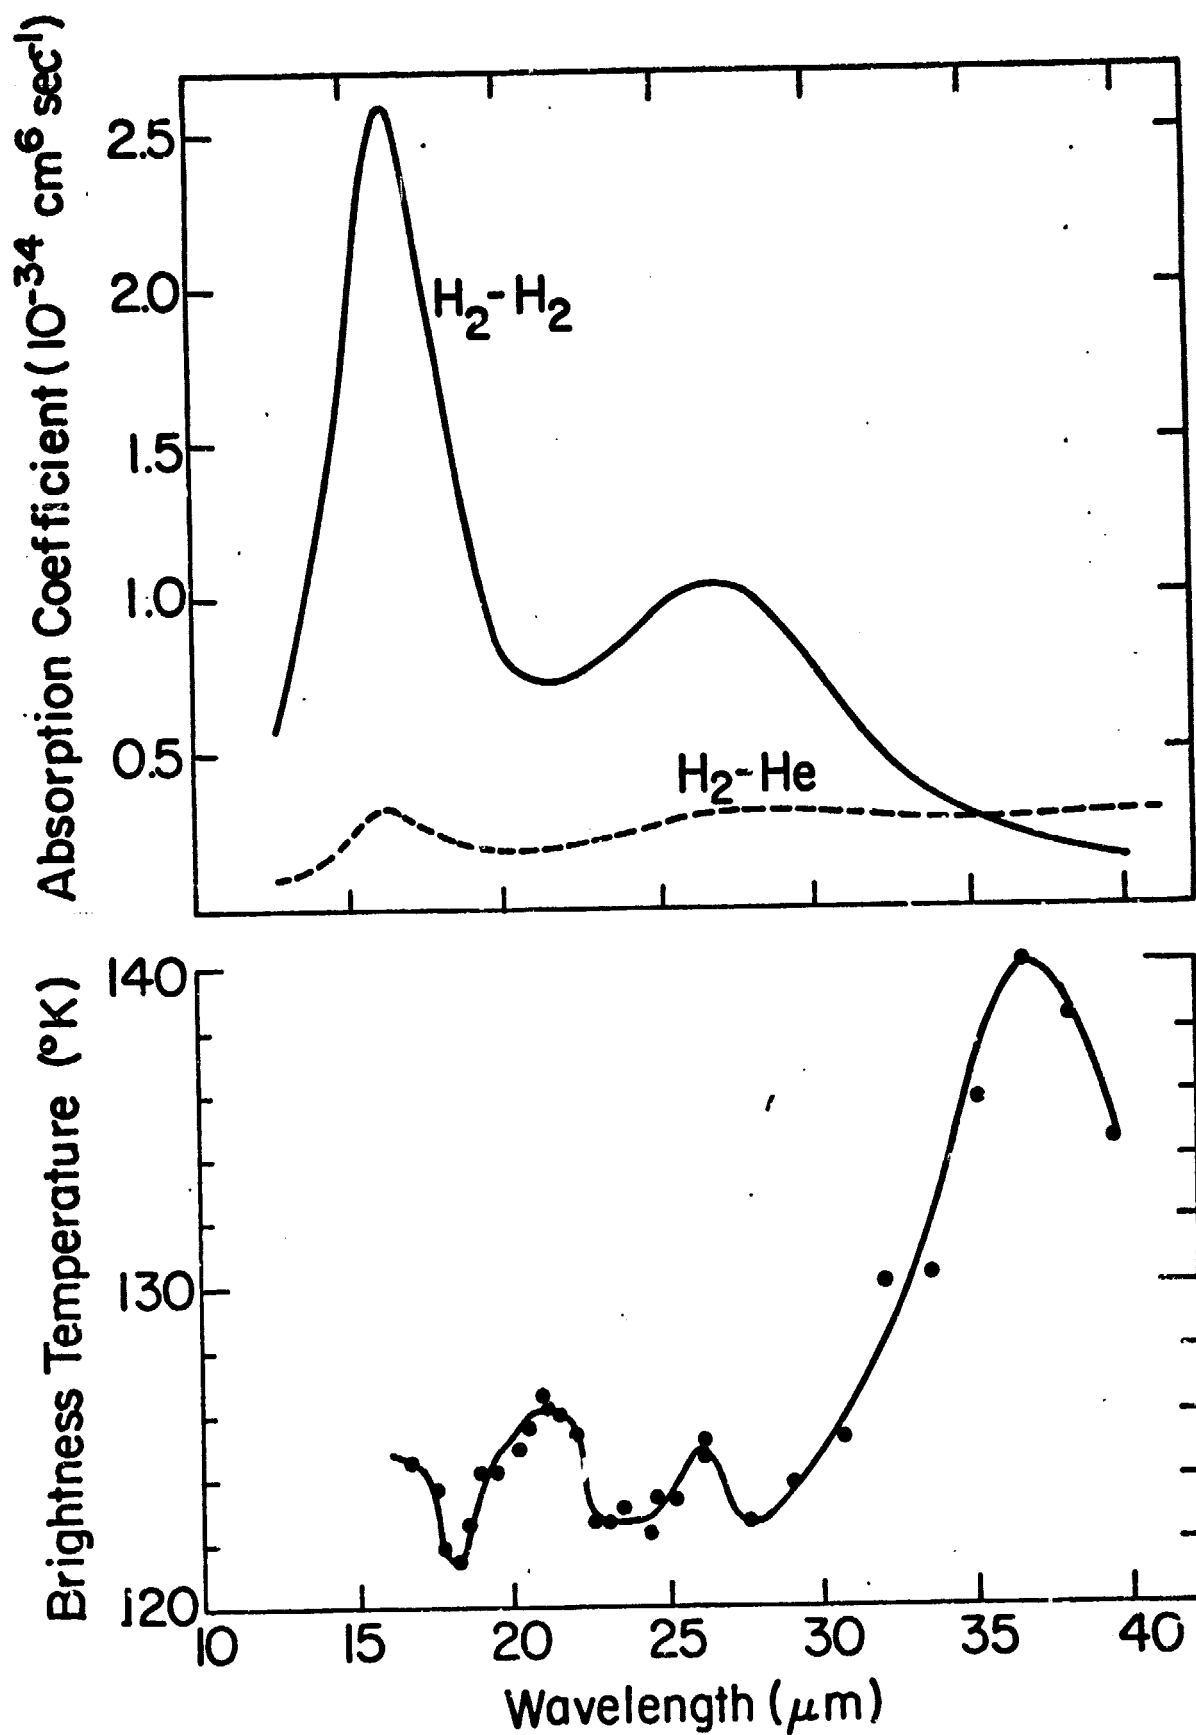 Absorption Coefficient (10⁻³⁴ cm⁶ sec⁻¹)
2.5
2.0
1.5
1.0
0.5
H₂-H₂
H₂-He
Brightness Temperature (°K)
140
130
120
10 15 20 25 30 35 40
Wavelength (μm)